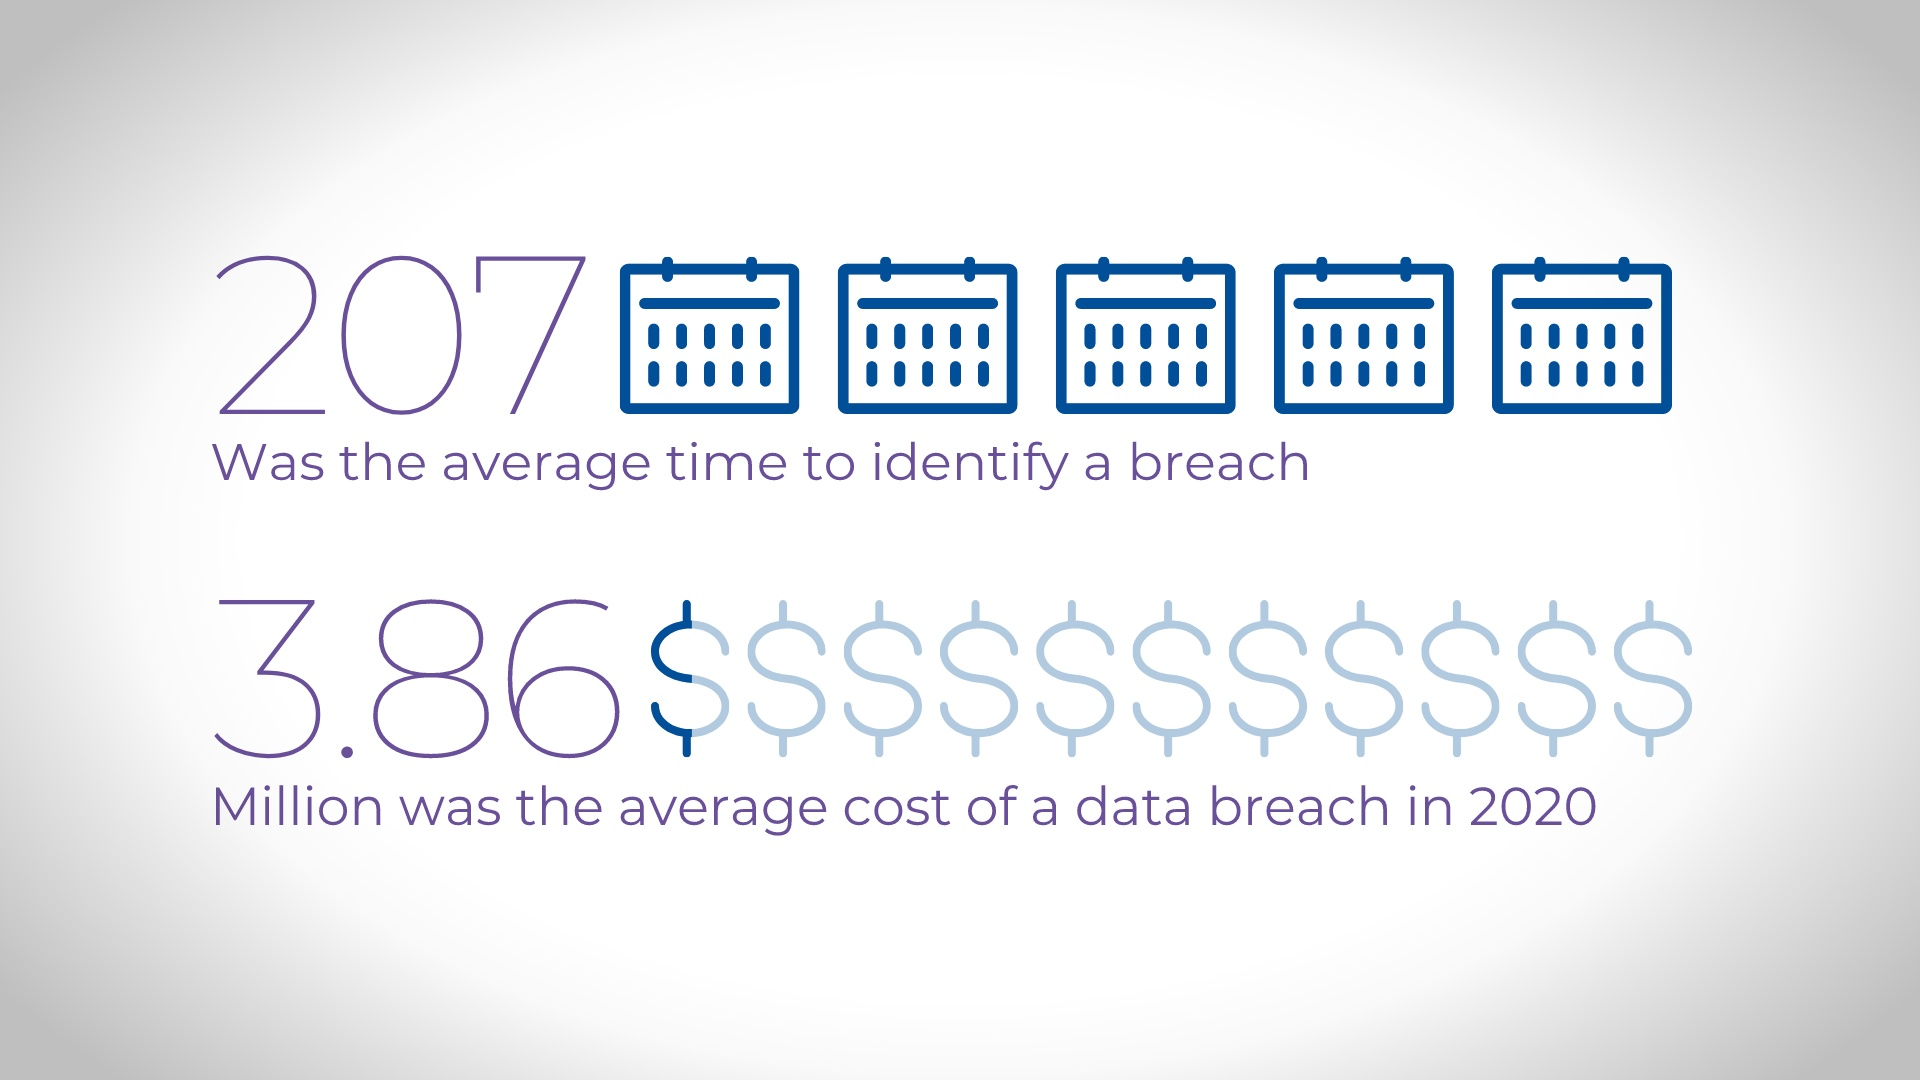 207
Was the average time to identify a breach
3.86 $$$$$$$$$$$
Million was the average cost of a data breach in 2020